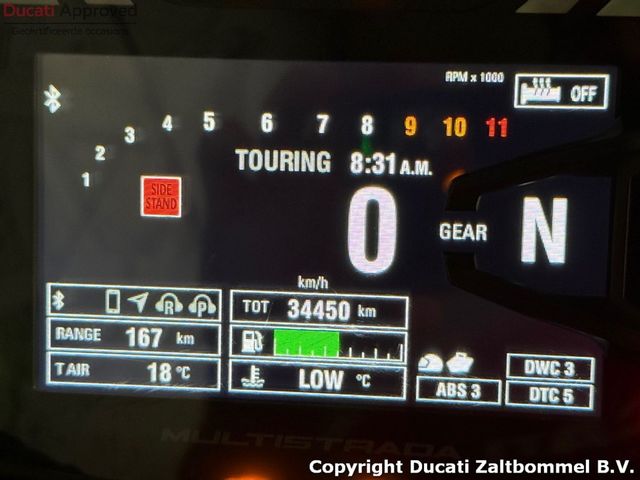 Ducati Approved
Gecertificeerde occasions
RPM x 1000
OFF
1 2 3 4 5 6 7 8 9 10 11
TOURING 8:31 A.M.
SIDE
STAND
0
GEAR N
km/h
R P
TOT 34450 km
RANGE 167 km
T AIR 18 °C
LOW °C
ABS 3
DWC 3
DTC 5
MULTISTRADA
Copyright Ducati Zaltbommel B.V.